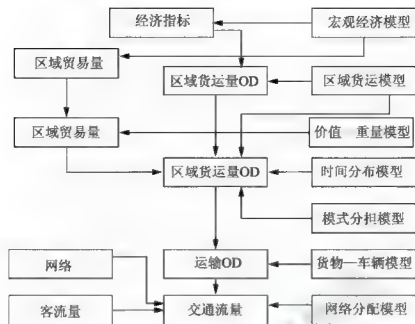 经济指标
宏观经济模型
区域贸易量
区域货运量OD
区域货运模型
区域贸易量
价值 重量模型
区域货运量OD
时间分布模型
模式分担模型
网络
运输OD
货物—车辆模型
客流量
交通流量
网络分配模型